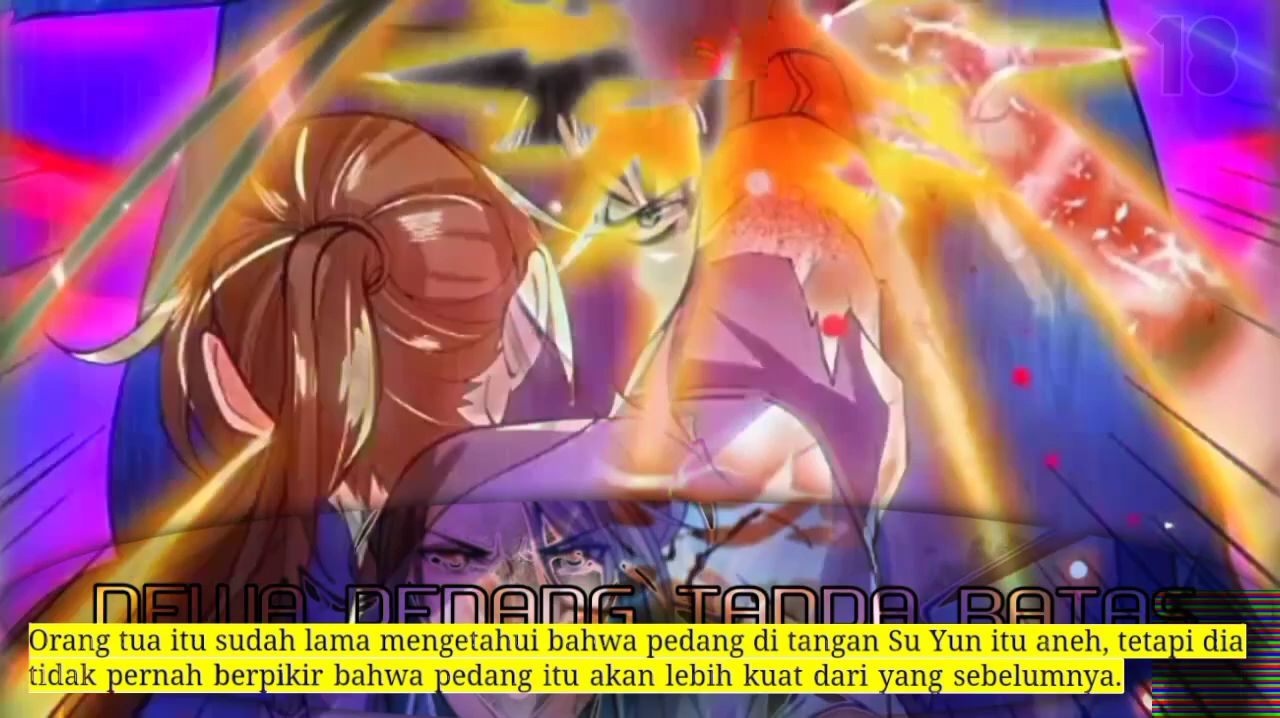 18
DEWA PEDANG TANPA BATAS
Orang tua itu sudah lama mengetahui bahwa pedang di tangan Su Yun itu aneh, tetapi dia
tidak pernah berpikir bahwa pedang itu akan lebih kuat dari yang sebelumnya.